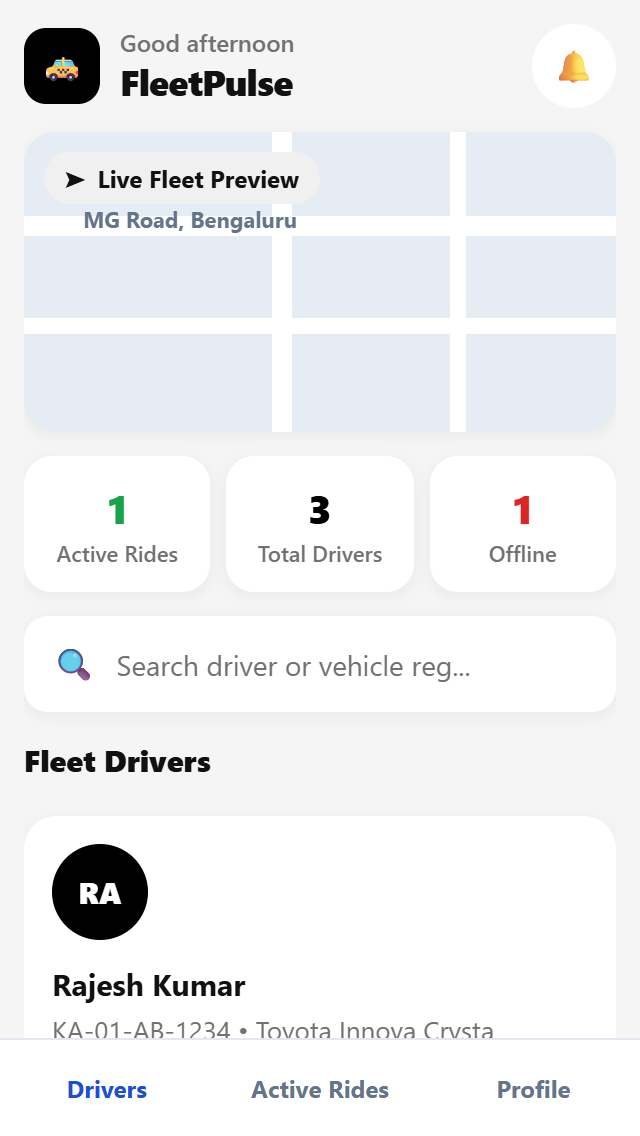 Good afternoon
FleetPulse
➤ Live Fleet Preview
MG Road, Bengaluru
1
Active Rides
3
Total Drivers
1
Offline
Search driver or vehicle reg...
Fleet Drivers
RA
Rajesh Kumar
KA-01-AB-1234 • Toyota Innova Crysta
Drivers
Active Rides
Profile